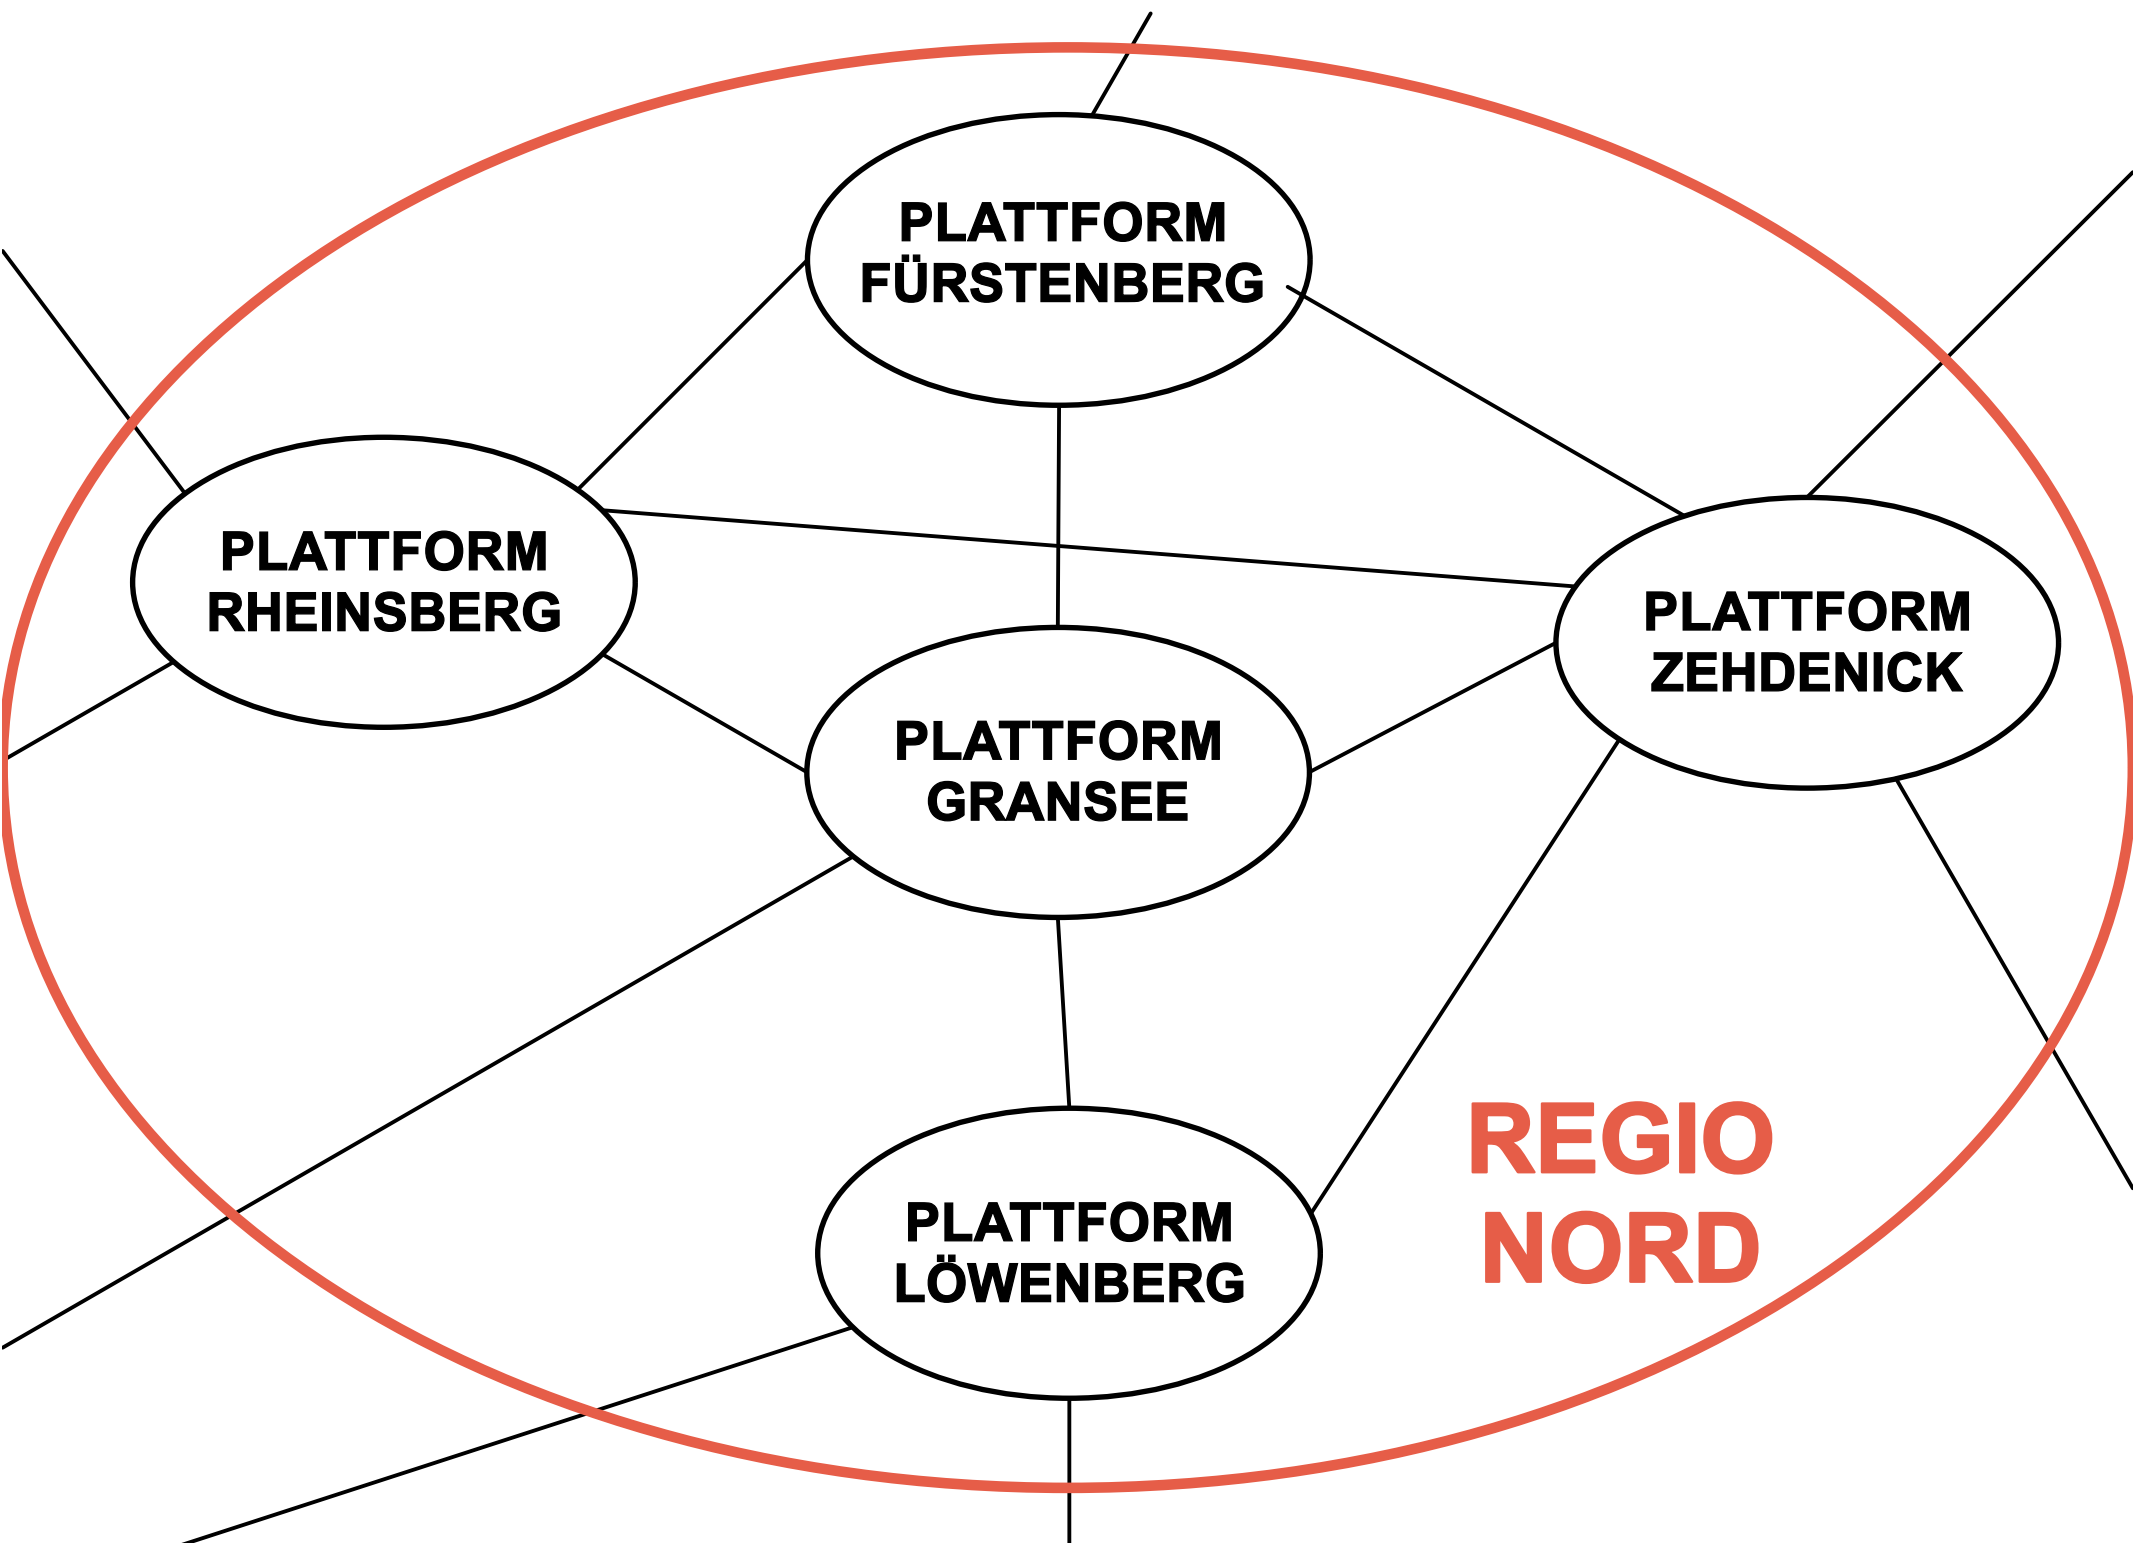 PLATTFORM
FÜRSTENBERG
PLATTFORM
RHEINSBERG
PLATTFORM
ZEHDENICK
PLATTFORM
GRANSEE
PLATTFORM
LÖWENBERG
REGIO
NORD